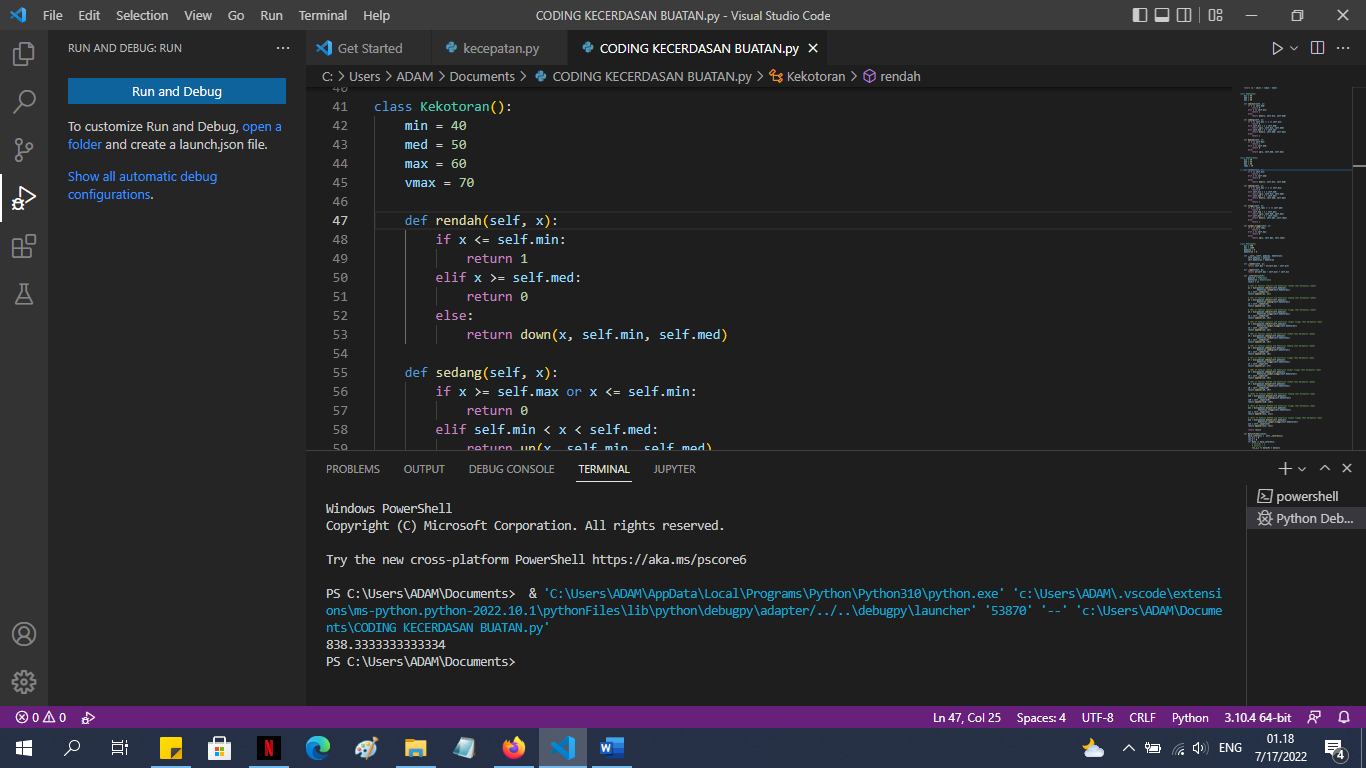 File Edit Selection View Go Run Terminal Help CODING KECERDASAN BUATAN.py - Visual Studio Code
RUN AND DEBUG: RUN ···
Run and Debug
To customize Run and Debug, open a
folder and create a launch.json file.
Show all automatic debug
configurations.
Get Started kecepatan.py CODING KECERDASAN BUATAN.py
C: > Users > ADAM > Documents > CODING KECERDASAN BUATAN.py > Kekotoran > rendah
40
41 class Kekotoran():
42 min = 40
43 med = 50
44 max = 60
45 vmax = 70
46
47 def rendah(self, x):
48 if x <= self.min:
49 return 1
50 elif x >= self.med:
51 return 0
52 else:
53 return down(x, self.min, self.med)
54
55 def sedang(self, x):
56 if x >= self.max or x <= self.min:
57 return 0
58 elif self.min < x < self.med:
59 return up(x, self.min, self.med)
PROBLEMS OUTPUT DEBUG CONSOLE TERMINAL JUPYTER
powershell
Python Deb...
Windows PowerShell
Copyright (C) Microsoft Corporation. All rights reserved.
Try the new cross-platform PowerShell https://aka.ms/pscore6
PS C:\Users\ADAM\Documents>  & 'C:\Users\ADAM\AppData\Local\Programs\Python\Python310\python.exe' 'c:\Users\ADAM\.vscode\extensi
ons\ms-python.python-2022.10.1\pythonFiles\lib\python\debugpy\adapter/../..\debugpy\launcher' '53870' '--' 'c:\Users\ADAM\Docume
nts\CODING KECERDASAN BUATAN.py'
838.3333333333334
PS C:\Users\ADAM\Documents>
0 0 Ln 47, Col 25 Spaces: 4 UTF-8 CRLF Python 3.10.4 64-bit
N W ENG 01.18
7/17/2022 4